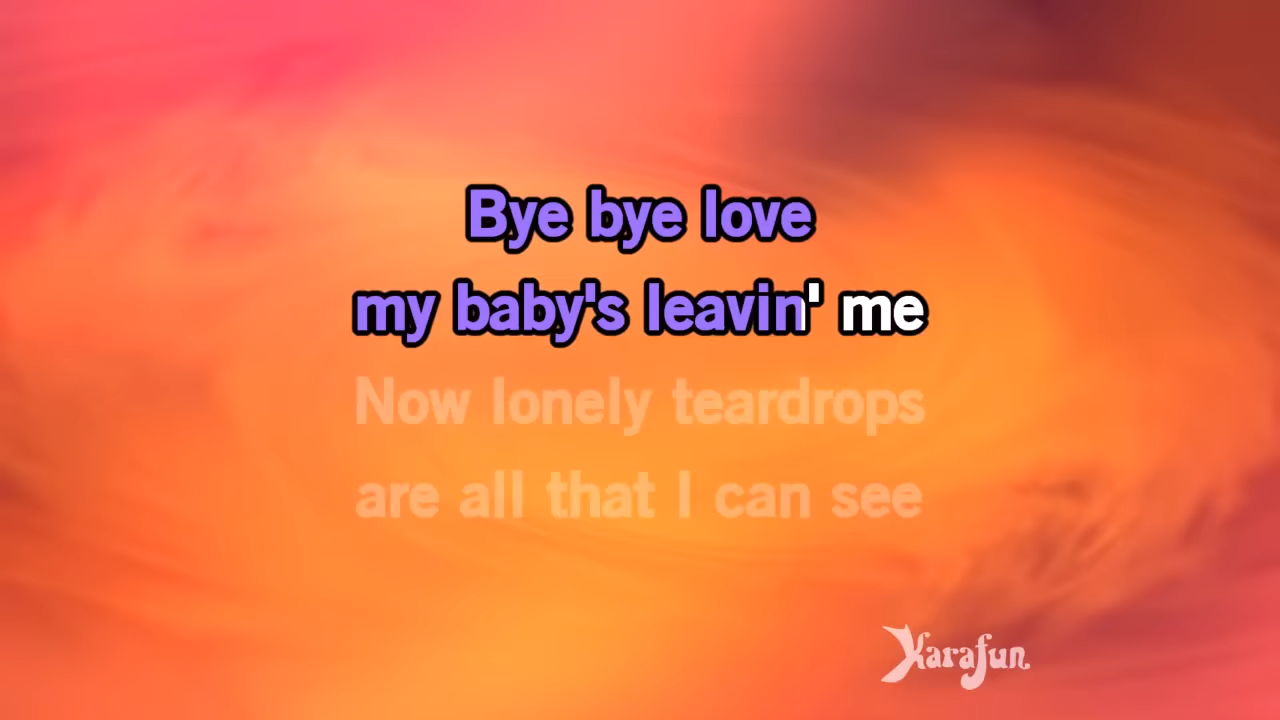 Bye bye love
my baby's leavin' me
Now lonely teardrops
are all that I can see
Karafun